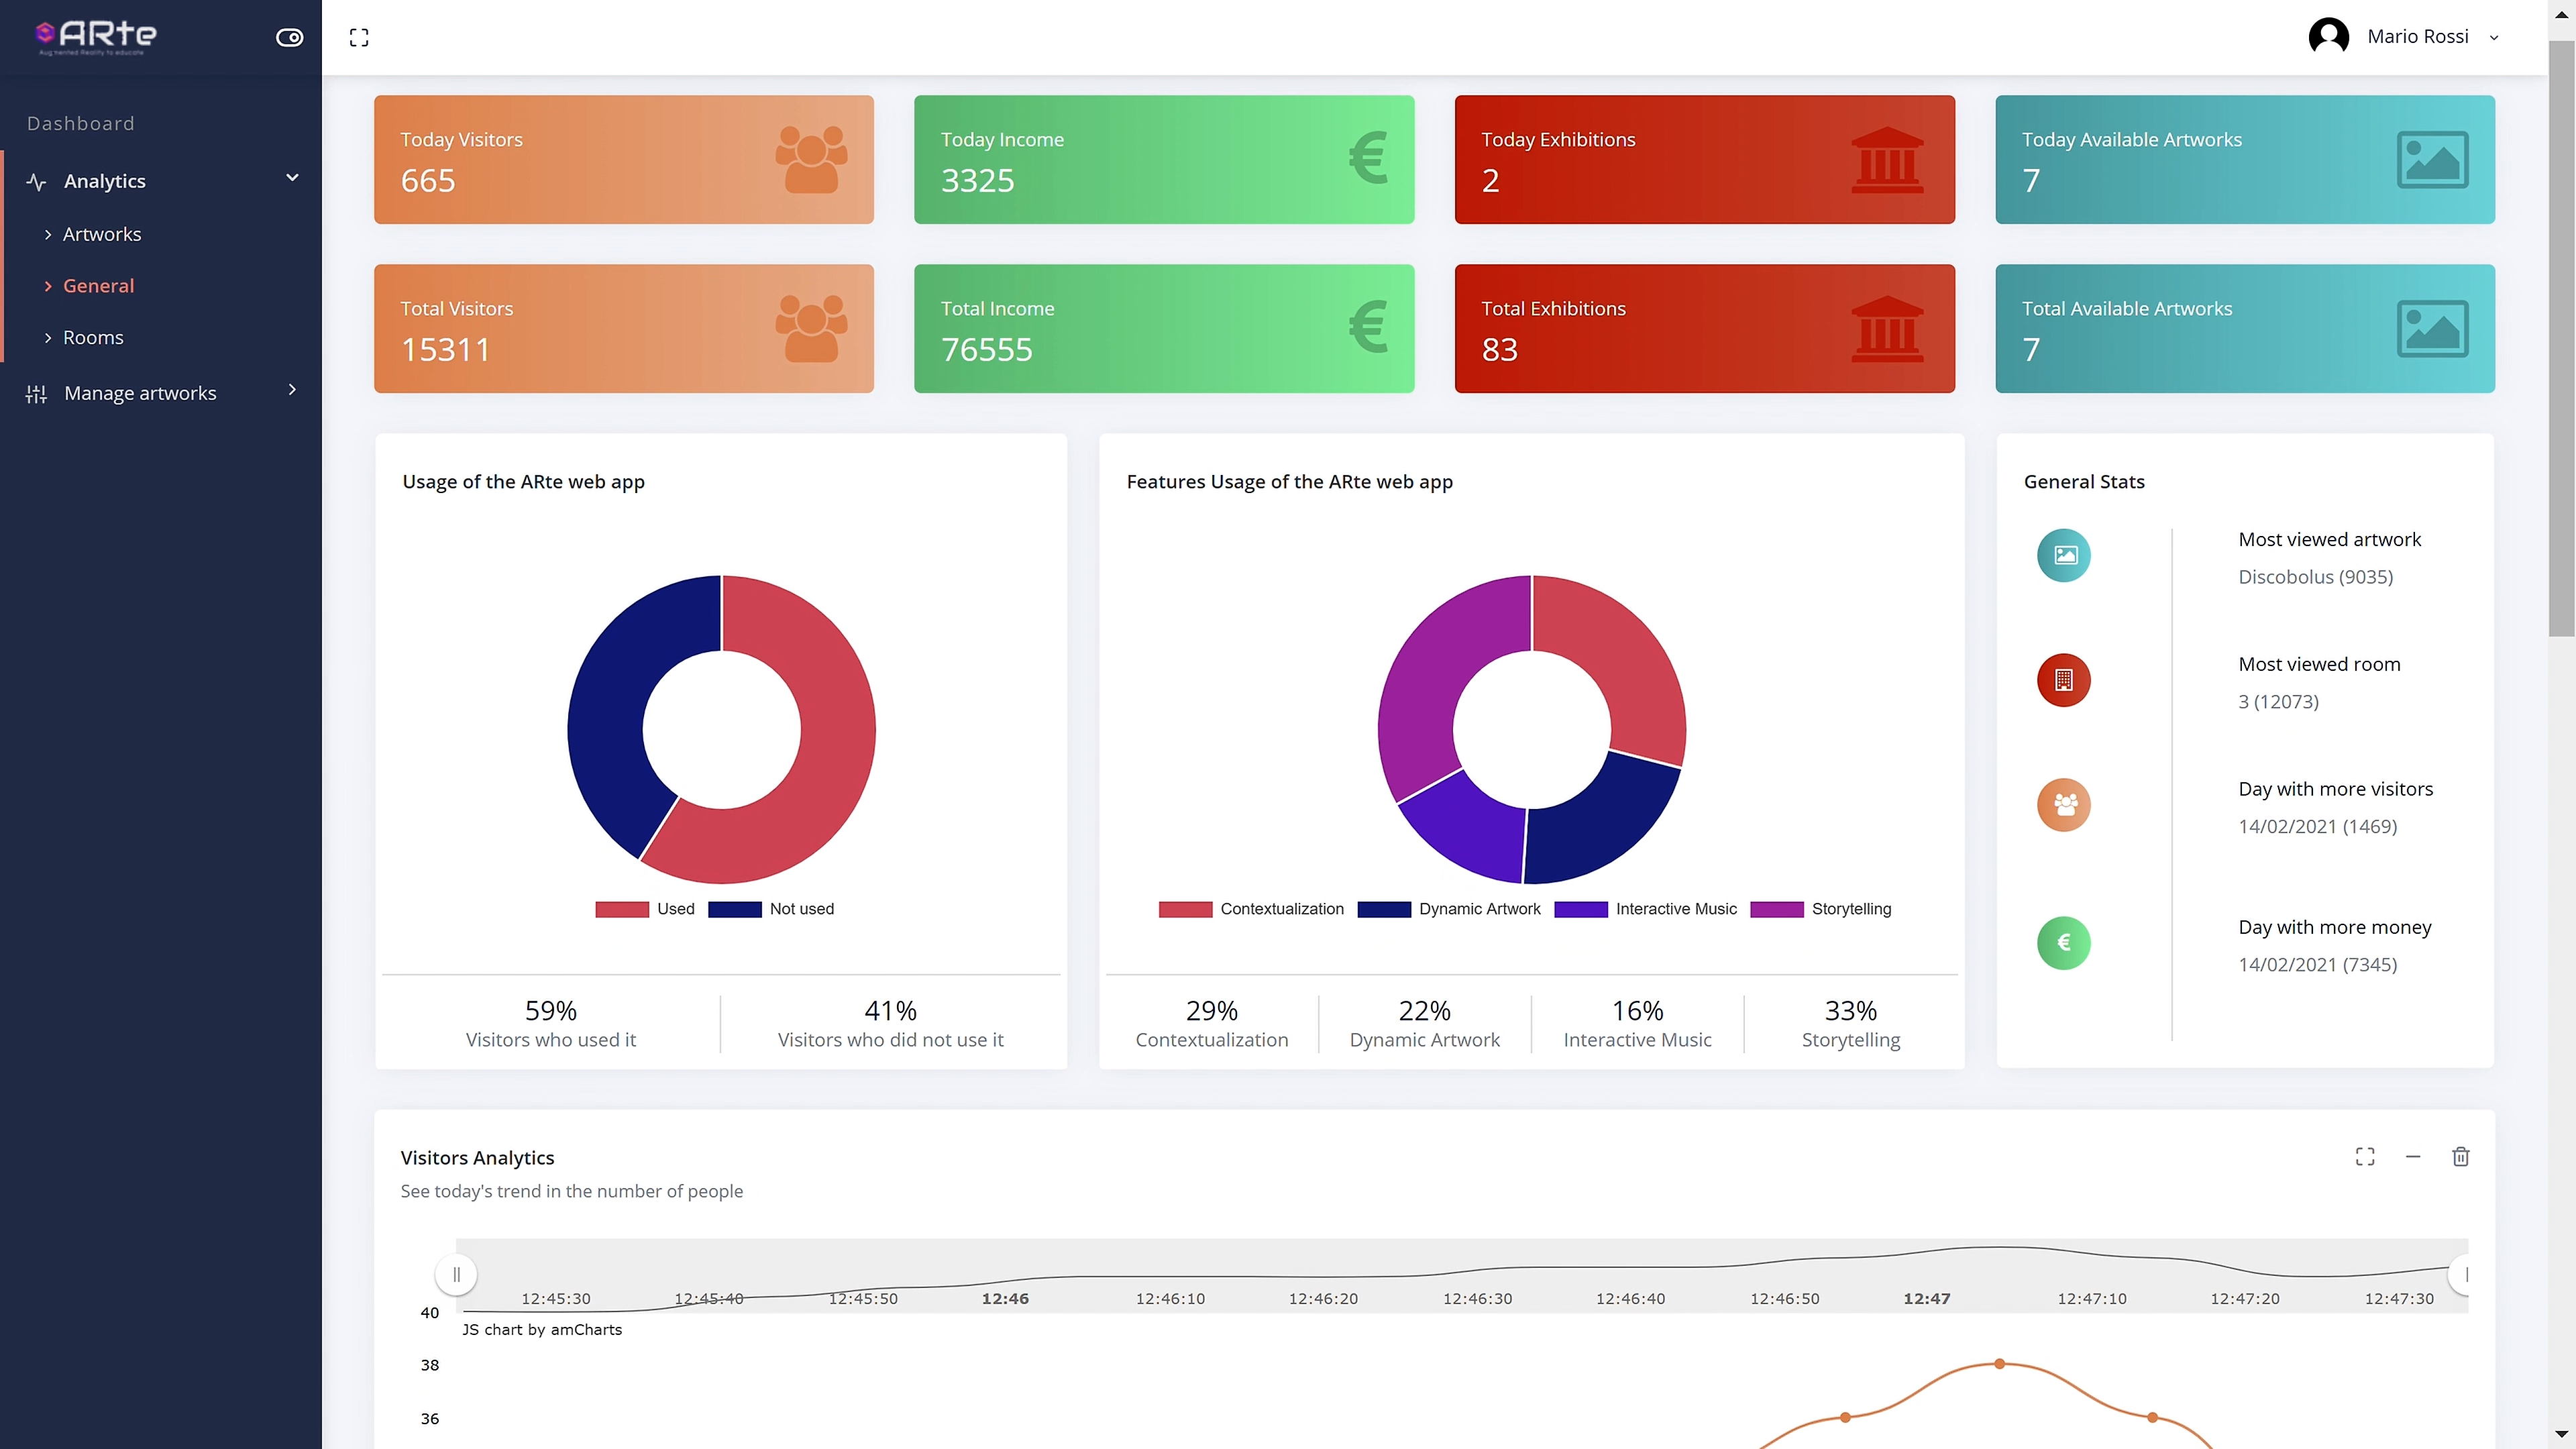 ARte
Augmented Reality to educate
Mario Rossi
Dashboard
Analytics
Artworks
General
Rooms
Manage artworks
Today Visitors
665
Today Income
3325
€
Today Exhibitions
2
Today Available Artworks
7
Total Visitors
15311
Total Income
76555
€
Total Exhibitions
83
Total Available Artworks
7
Usage of the ARte web app
Used Not used
59%
Visitors who used it
41%
Visitors who did not use it
Features Usage of the ARte web app
Contextualization Dynamic Artwork Interactive Music Storytelling
29%
Contextualization
22%
Dynamic Artwork
16%
Interactive Music
33%
Storytelling
General Stats
Most viewed artwork
Discobolus (9035)
Most viewed room
3 (12073)
Day with more visitors
14/02/2021 (1469)
€
Day with more money
14/02/2021 (7345)
Visitors Analytics
See today's trend in the number of people
12:45:30 12:45:40 12:45:50 12:46 12:46:10 12:46:20 12:46:30 12:46:40 12:46:50 12:47 12:47:10 12:47:20 12:47:30
40
JS chart by amCharts
38
36